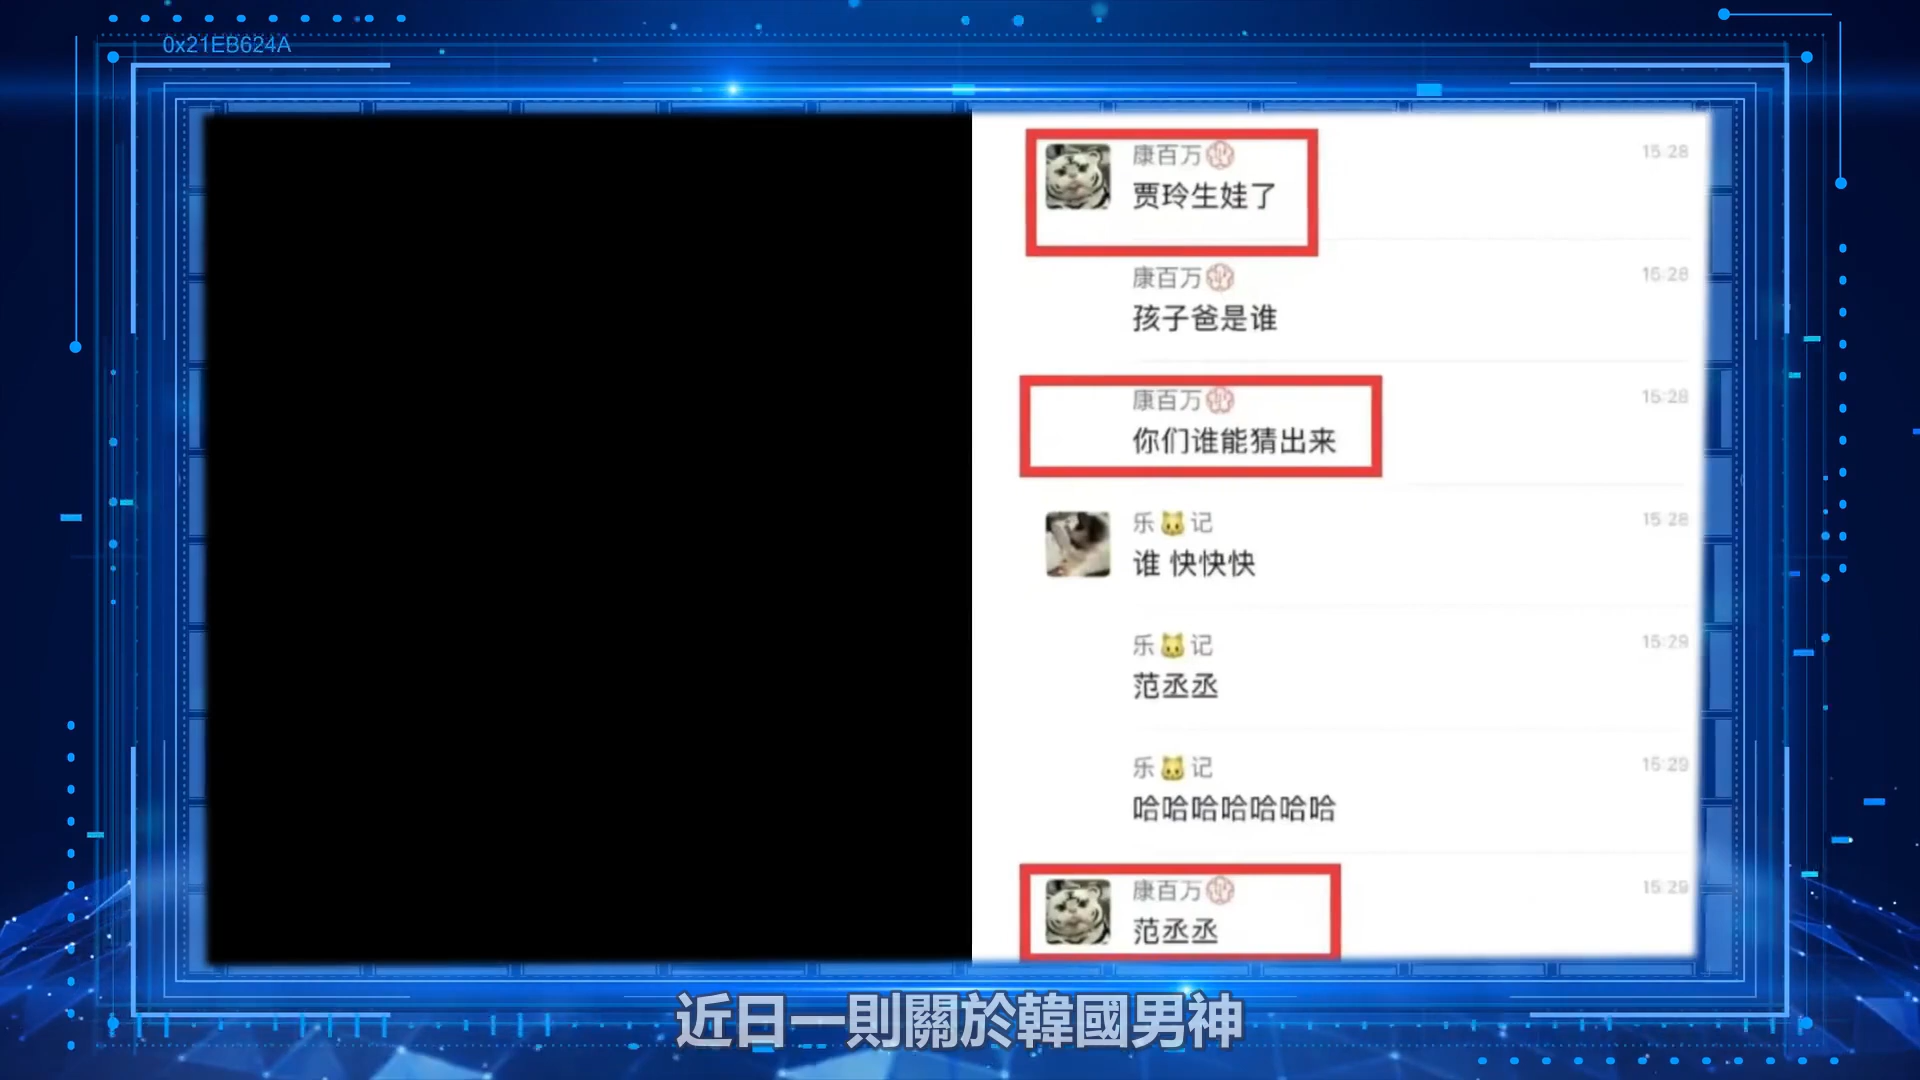 0x21EB624A
康百万
15:28
贾玲生娃了
康百万
15:28
孩子爸是谁
康百万
15:28
你们谁能猜出来
乐🐱记
15:28
谁 快快快
乐🐱记
15:29
范丞丞
乐🐱记
15:29
哈哈哈哈哈哈哈
康百万
15:29
范丞丞
近日一則關於韓國男神